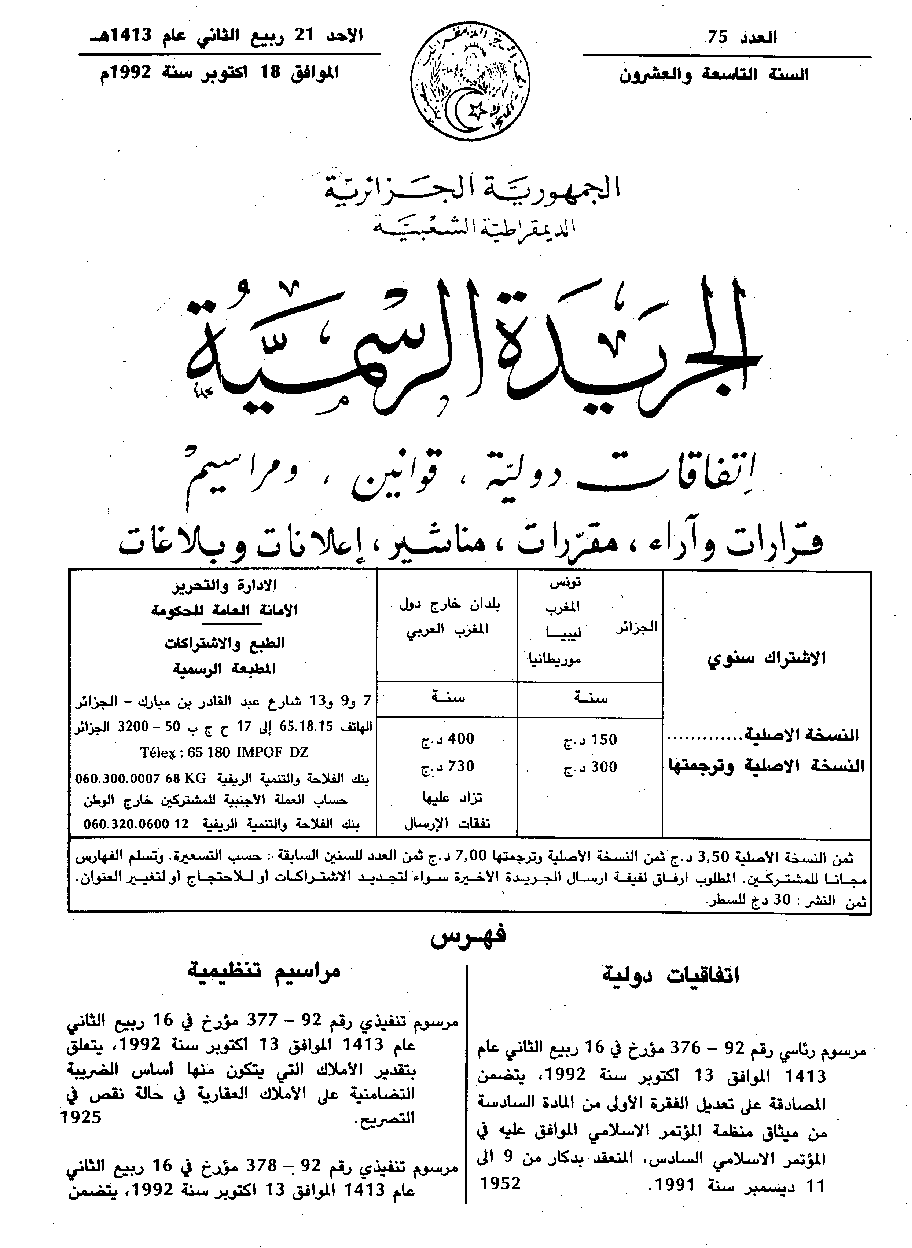 العدد 75
السنة التاسعة والعشرون
الاحد 21 ربيع الثاني عام 1413هـ
الموافق 18 اكتوبر سنة 1992م
الجمهورية الجزائرية
الديمقراطية الشعبية
الجريدة الرسمية
إتفاقات دولية ، قوانين ، ومراسيم
قرارات وآراء ، مقررات ، مناشير ، إعلانات وبلاغات
الاشتراك سنوي
الجزائر
تونس
المغرب
ليبيا
موريطانيا
بلدان خارج دول
المغرب العربي
سنة
سنة
النسخة الاصلية.............
150 د.ج
400 د.ج
النسخة الاصلية وترجمتها
300 د.ج
730 د.ج
تزاد عليها
نفقات الإرسال
الادارة والتحرير
الأمانة العامة للحكومة
الطبع والاشتراكات
المطبعة الرسمية
7 و9 و13 شارع عبد القادر بن مبارك - الجزائر
الهاتف 65.18.15 إلى 17 ح ج ب 50 - 3200 الجزائر
Télex : 65 180 IMPOF DZ
بنك الفلاحة والتنمية الريفية 060.300.0007 68 KG
حساب العملة الأجنبية للمشتركين خارج الوطن
بنك الفلاحة والتنمية الريفية 060.320.0600 12
ثمن النسخة الأصلية 3,50 د.ج ثمن النسخة الأصلية وترجمتها 7,00 د.ج ثمن العدد للسنين السابقة : حسب التسعيرة. وتسلم الفهارس
مجانا للمشتركين. المطلوب ارفاق لفيفة ارسال الجريدة الأخيرة سواء لتجديد الاشتراكات أو للاحتجاج أو لتغيير العنوان.
ثمن النشر : 30 دج للسطر.
فهرس
اتفاقيات دولية
مرسوم رئاسي رقم 92 - 376 مؤرخ في 16 ربيع الثاني عام
1413 الموافق 13 اكتوبر سنة 1992، يتضمن
المصادقة على تعديل الفقرة الأولى من المادة السادسة
من ميثاق منظمة المؤتمر الاسلامي الموافق عليه في
المؤتمر الاسلامي السادس، المنعقد بدكار من 9 الى
11 ديسمبر سنة 1991. 1952
مراسيم تنظيمية
مرسوم تنفيذي رقم 92 - 377 مؤرخ في 16 ربيع الثاني
عام 1413 الموافق 13 اكتوبر سنة 1992، يتعلق
بتقدير الأملاك التي يتكون منها أساس الضريبة
التضامنية على الأملاك العقارية في حالة نقص في
التصريح. 1925
مرسوم تنفيذي رقم 92 - 378 مؤرخ في 16 ربيع الثاني
عام 1413 الموافق 13 اكتوبر سنة 1992، يتضمن